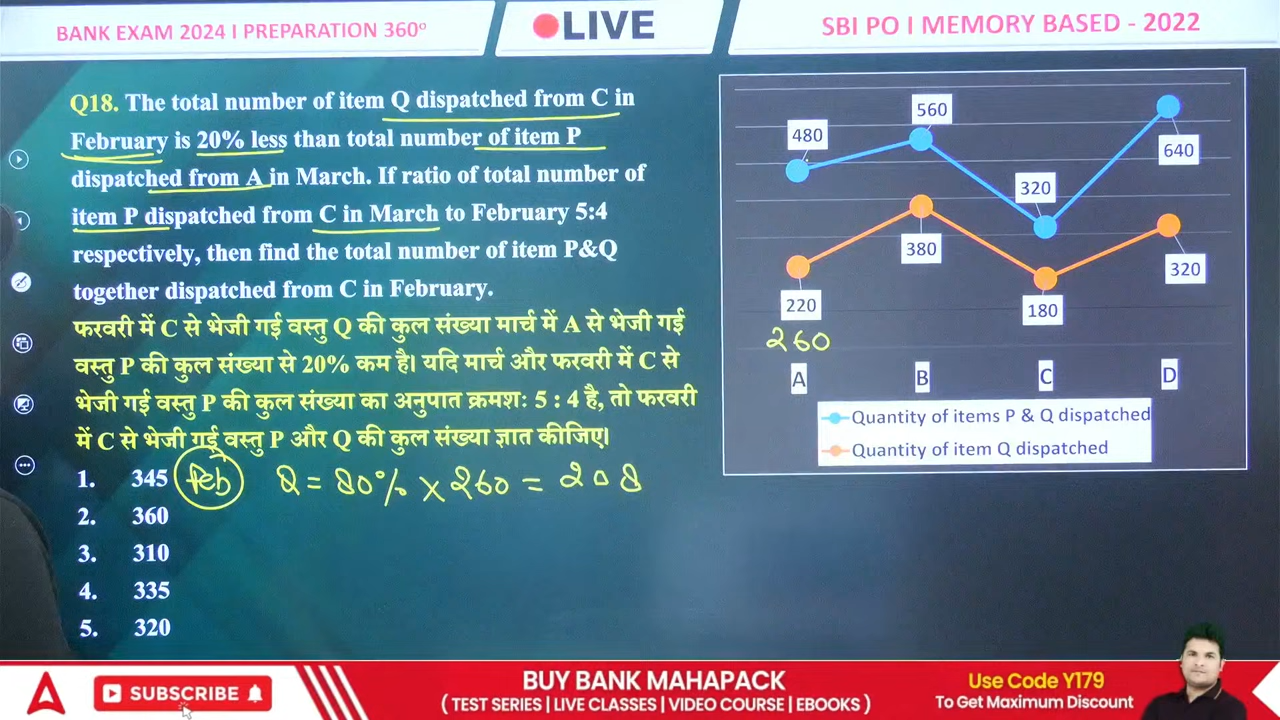 BANK EXAM 2024 I PREPARATION 360º
LIVE
SBI PO I MEMORY BASED - 2022
Q18. The total number of item Q dispatched from C in
February is 20% less than total number of item P
dispatched from A in March. If ratio of total number of
item P dispatched from C in March to February 5:4
respectively, then find the total number of item P&Q
together dispatched from C in February.
फरवरी में C से भेजी गई वस्तु Q की कुल संख्या मार्च में A से भेजी गई
वस्तु P की कुल संख्या से 20% कम है। यदि मार्च और फरवरी में C से
भेजी गई वस्तु P की कुल संख्या का अनुपात क्रमशः 5 : 4 है, तो फरवरी
में C से भेजी गई वस्तु P और Q की कुल संख्या ज्ञात कीजिए।
1. 345
2. 360
3. 310
4. 335
5. 320
Feb Q = 80% × 260 = 208
480
560
320
640
220
380
180
320
260
A B C D
Quantity of items P & Q dispatched
Quantity of item Q dispatched
SUBSCRIBE
BUY BANK MAHAPACK
( TEST SERIES | LIVE CLASSES | VIDEO COURSE | EBOOKS )
Use Code Y179
To Get Maximum Discount